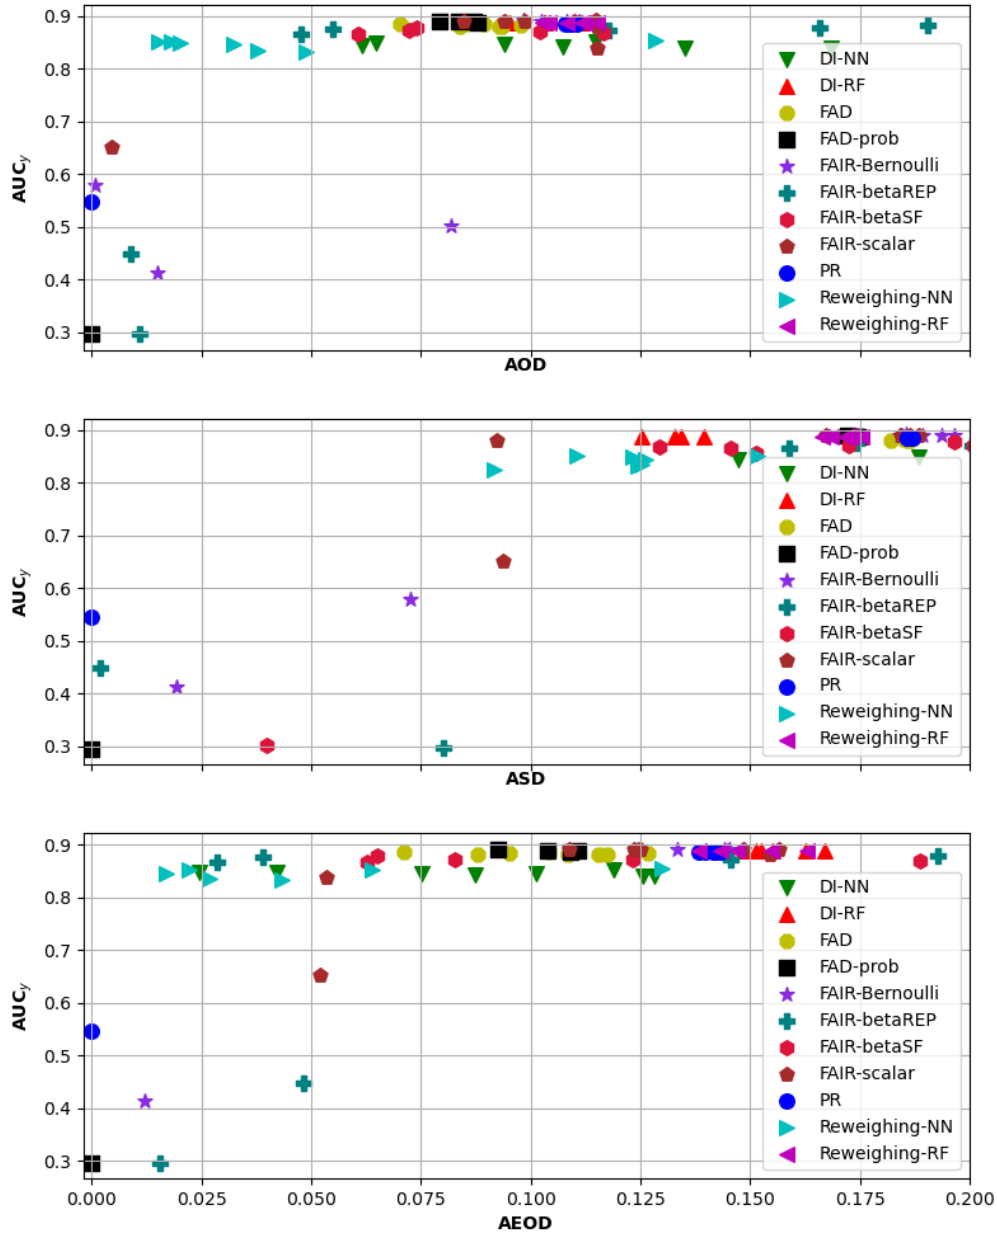 0.9
0.8
0.7
0.6
0.5
0.4
0.3
AUCy
DI-NN
DI-RF
FAD
FAD-prob
FAIR-Bernoulli
FAIR-betaREP
FAIR-betaSF
FAIR-scalar
PR
Reweighing-NN
Reweighing-RF
AOD
0.9
0.8
0.7
0.6
0.5
0.4
0.3
AUCy
DI-NN
DI-RF
FAD
FAD-prob
FAIR-Bernoulli
FAIR-betaREP
FAIR-betaSF
FAIR-scalar
PR
Reweighing-NN
Reweighing-RF
ASD
0.9
0.8
0.7
0.6
0.5
0.4
0.3
AUCy
DI-NN
DI-RF
FAD
FAD-prob
FAIR-Bernoulli
FAIR-betaREP
FAIR-betaSF
FAIR-scalar
PR
Reweighing-NN
Reweighing-RF
0.000 0.025 0.050 0.075 0.100 0.125 0.150 0.175 0.200
AEOD